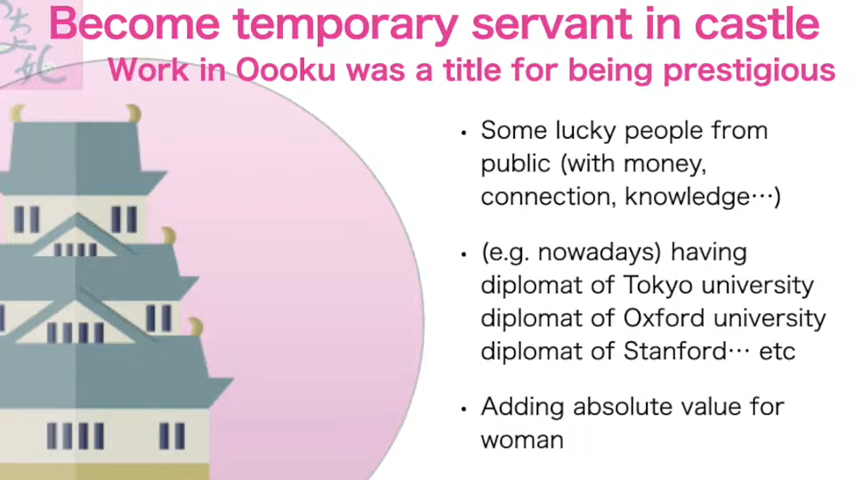 Become temporary servant in castle
Work in Oooku was a title for being prestigious
• Some lucky people from
public (with money,
connection, knowledge⋯)
• (e.g. nowadays) having
diplomat of Tokyo university
diplomat of Oxford university
diplomat of Stanford⋯ etc
• Adding absolute value for
woman